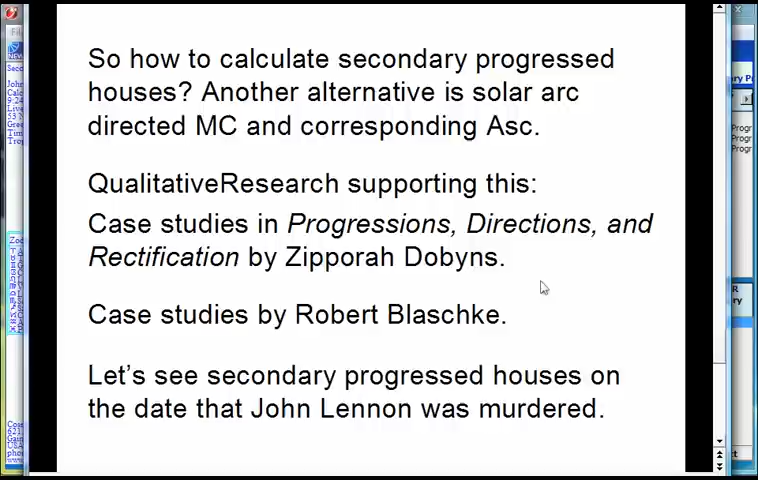 So how to calculate secondary progressed
houses? Another alternative is solar arc
directed MC and corresponding Asc.
QualitativeResearch supporting this:
Case studies in Progressions, Directions, and
Rectification by Zipporah Dobyns.
Case studies by Robert Blaschke.
Let's see secondary progressed houses on
the date that John Lennon was murdered.